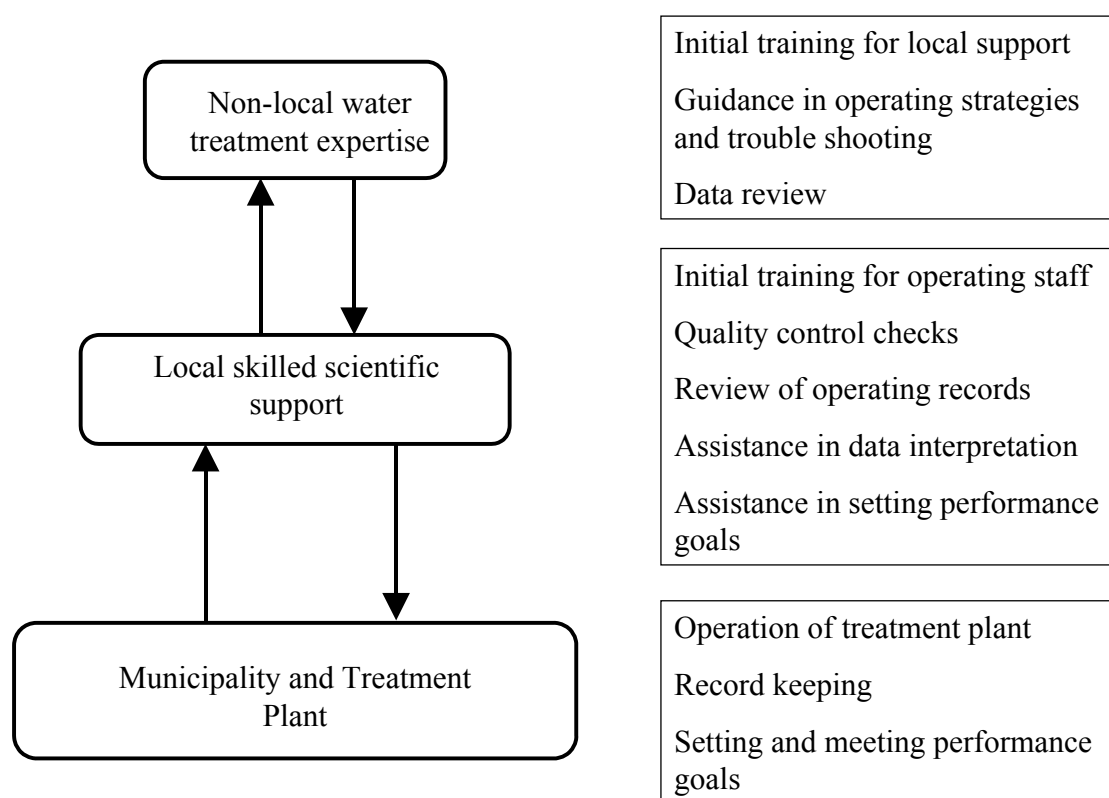 Non-local water
treatment expertise
Initial training for local support
Guidance in operating strategies
and trouble shooting
Data review
Local skilled scientific
support
Initial training for operating staff
Quality control checks
Review of operating records
Assistance in data interpretation
Assistance in setting performance
goals
Municipality and Treatment
Plant
Operation of treatment plant
Record keeping
Setting and meeting performance
goals